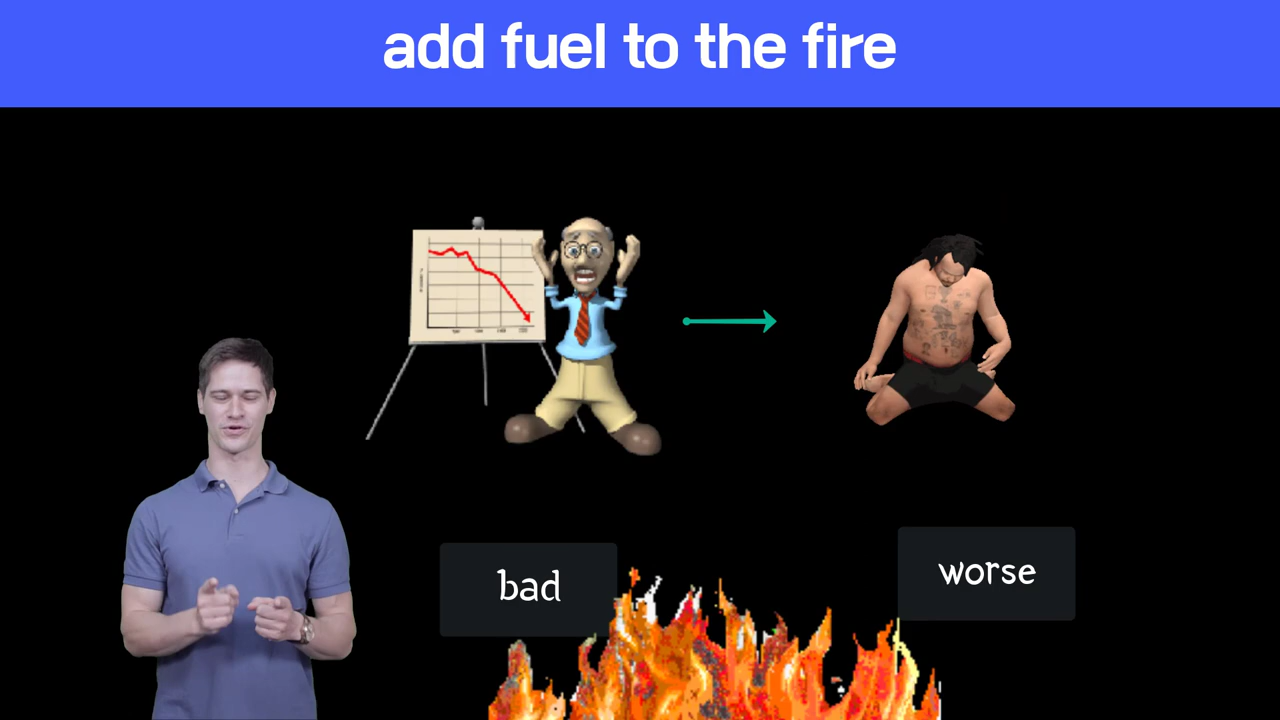 add fuel to the fire
bad
worse